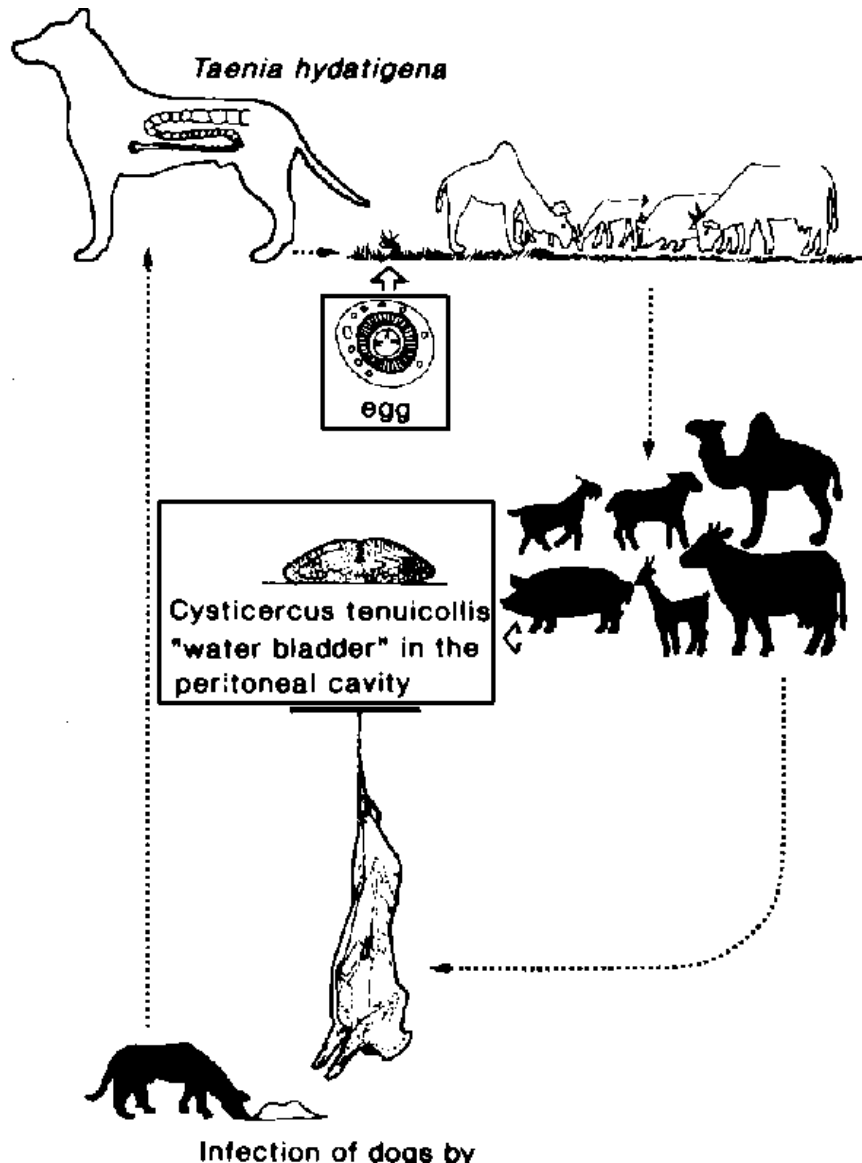 Taenia hydatigena
egg
Cysticercus tenuicollis
"water bladder" in the
peritoneal cavity
Infection of dogs by